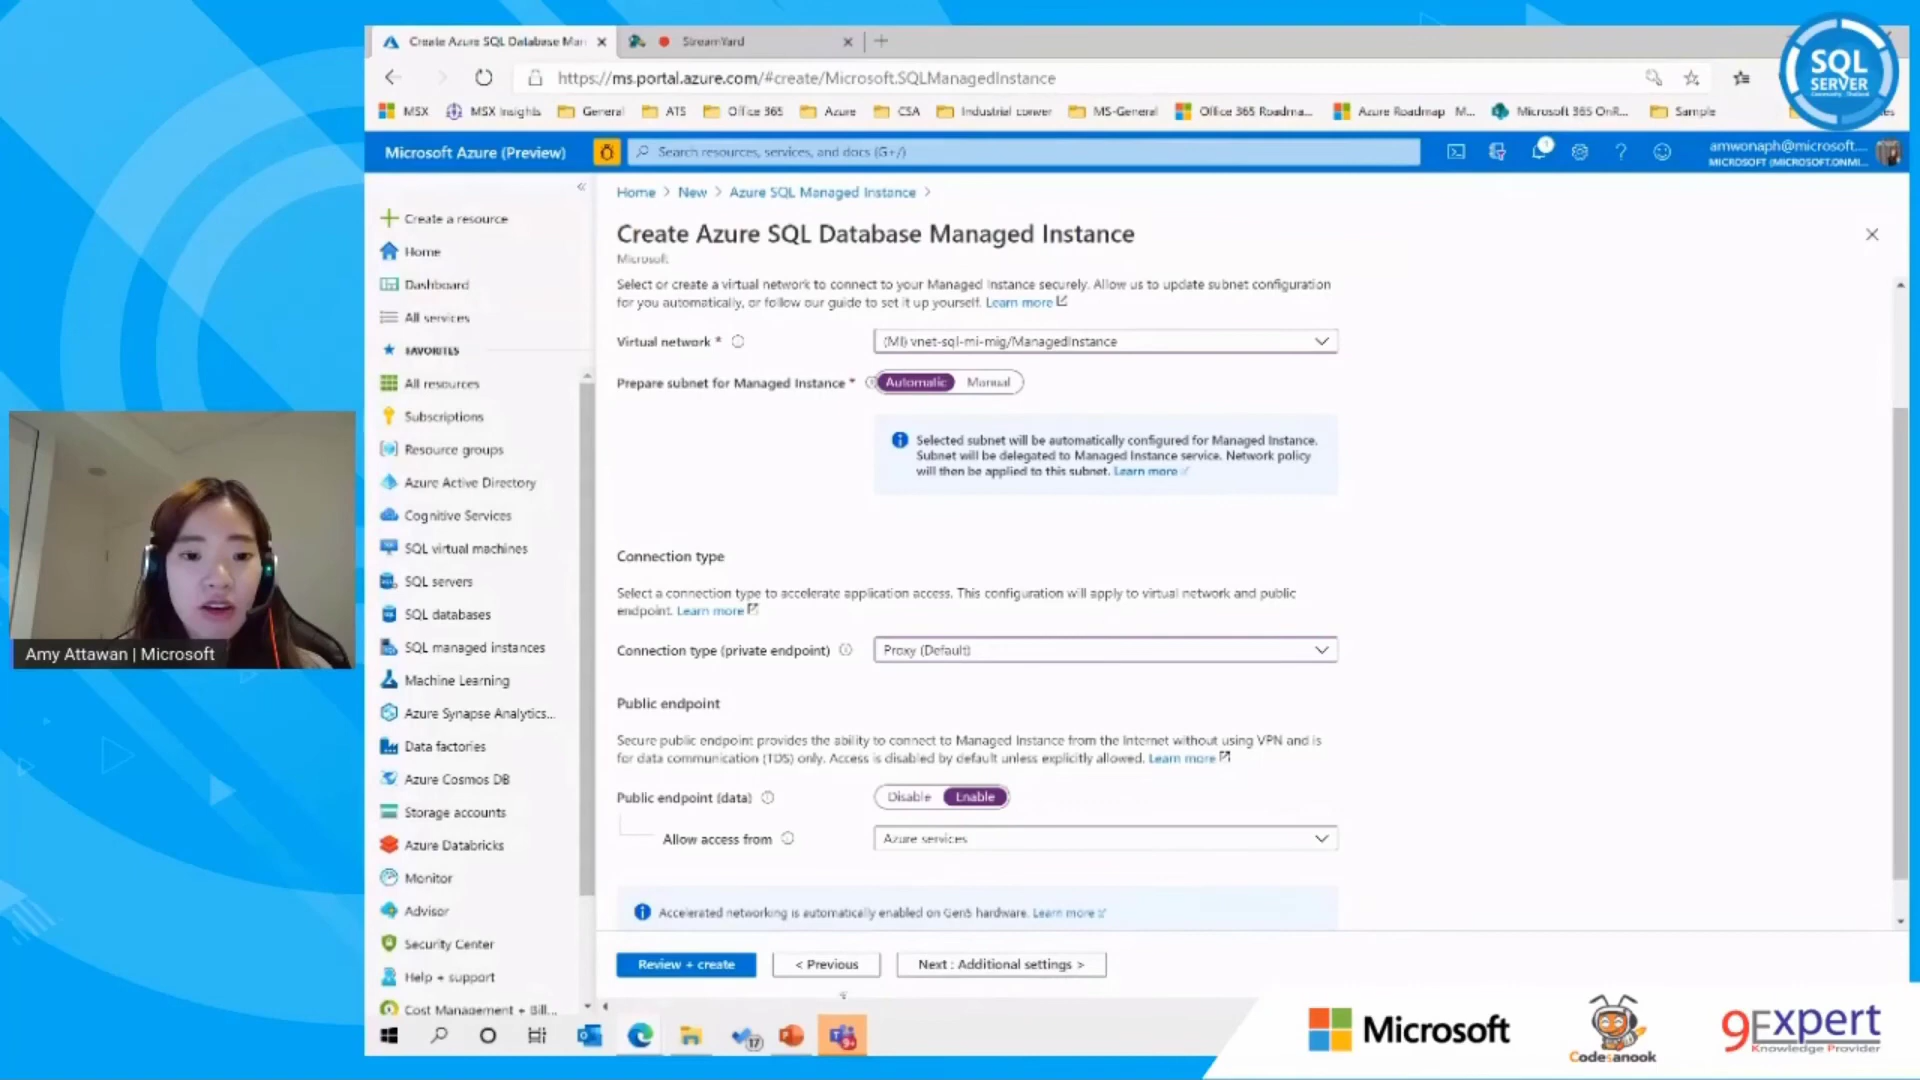 Create Azure SQL Database Man
StreamYard
https://ms.portal.azure.com/#create/Microsoft.SQLManagedInstance
MSX
MSX Insights
General
ATS
Office 365
Azure
CSA
Industrial conver
MS-General
Office 365 Roadma...
Azure Roadmap M...
Microsoft 365 OnR...
Sample
SQL
SERVER
Microsoft Azure (Preview)
Search resources, services, and docs (G+/)
1
amwonaph@microsoft....
MICROSOFT (MICROSOFT.ONMI...
Create a resource
Home
Dashboard
All services
FAVORITES
All resources
Subscriptions
Resource groups
Azure Active Directory
Cognitive Services
SQL virtual machines
SQL servers
SQL databases
SQL managed instances
Machine Learning
Azure Synapse Analytics...
Data factories
Azure Cosmos DB
Storage accounts
Azure Databricks
Monitor
Advisor
Security Center
Help + support
Cost Management + Bill...
Home > New > Azure SQL Managed Instance >
Create Azure SQL Database Managed Instance
Microsoft
Select or create a virtual network to connect to your Managed Instance securely. Allow us to update subnet configuration
for you automatically, or follow our guide to set it up yourself. Learn more
Virtual network *
(MI) vnet-sql-mi-mig/ManagedInstance
Prepare subnet for Managed Instance *
Automatic Manual
Selected subnet will be automatically configured for Managed Instance.
Subnet will be delegated to Managed Instance service. Network policy
will then be applied to this subnet. Learn more
Connection type
Select a connection type to accelerate application access. This configuration will apply to virtual network and public
endpoint. Learn more
Connection type (private endpoint)
Proxy (Default)
Public endpoint
Secure public endpoint provides the ability to connect to Managed Instance from the Internet without using VPN and is
for data communication (TDS) only. Access is disabled by default unless explicitly allowed. Learn more
Public endpoint (data)
Disable Enable
Allow access from
Azure services
Accelerated networking is automatically enabled on Gen5 hardware. Learn more
Review + create
< Previous
Next : Additional settings >
Amy Attawan | Microsoft
17
Microsoft
Codesanook
9Expert
Knowledge Provider